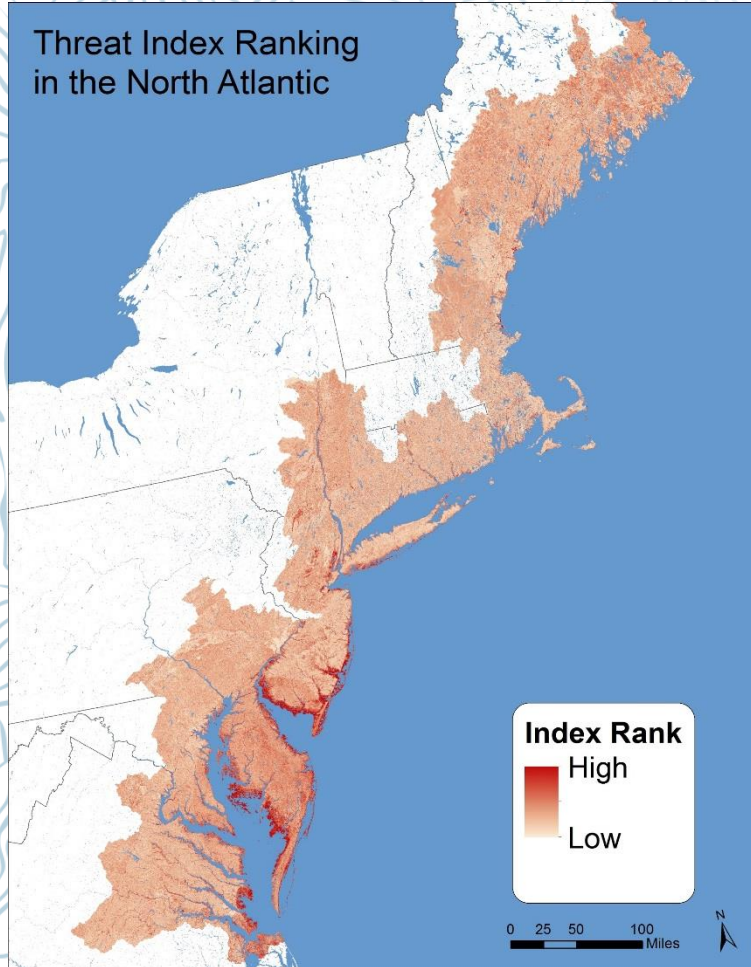 Threat Index Ranking
in the North Atlantic
Index Rank
High
Low
N
0 25 50 100
Miles